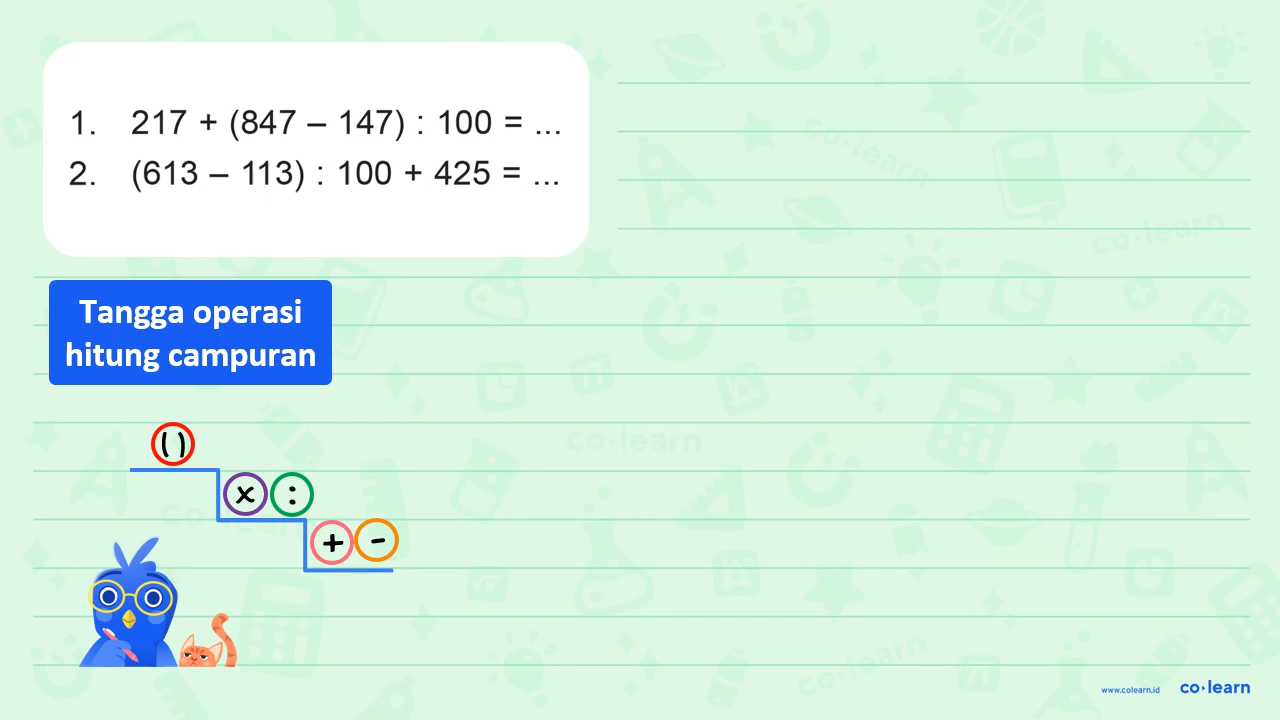 1. 217 + (847 – 147) : 100 = ...
2. (613 – 113) : 100 + 425 = ...
Tangga operasi
hitung campuran
( )
x :
+ -
www.colearn.id co·learn